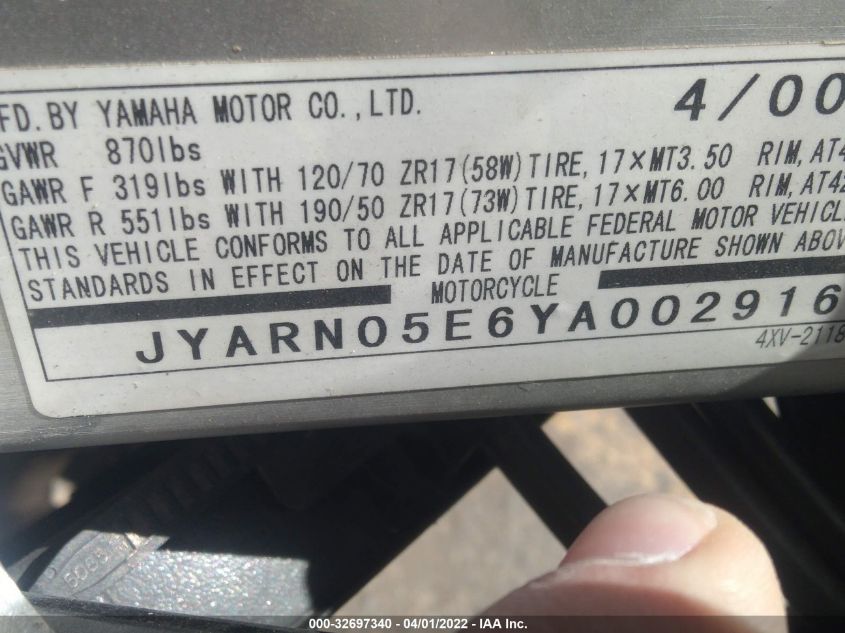 FD. BY YAMAHA MOTOR CO.,LTD. 4/00
GVWR 870lbs
GAWR F 319lbs WITH 120/70 ZR17(58W)TIRE, 17×MT3.50 RIM, AT4
GAWR R 551lbs WITH 190/50 ZR17(73W)TIRE, 17×MT6.00 RIM, AT42
THIS VEHICLE CONFORMS TO ALL APPLICABLE FEDERAL MOTOR VEHICL
STANDARDS IN EFFECT ON THE DATE OF MANUFACTURE SHOWN ABOV
MOTORCYCLE
JYARN05E6YA002916
4XV-2118
000-32697340 - 04/01/2022 - IAA Inc.